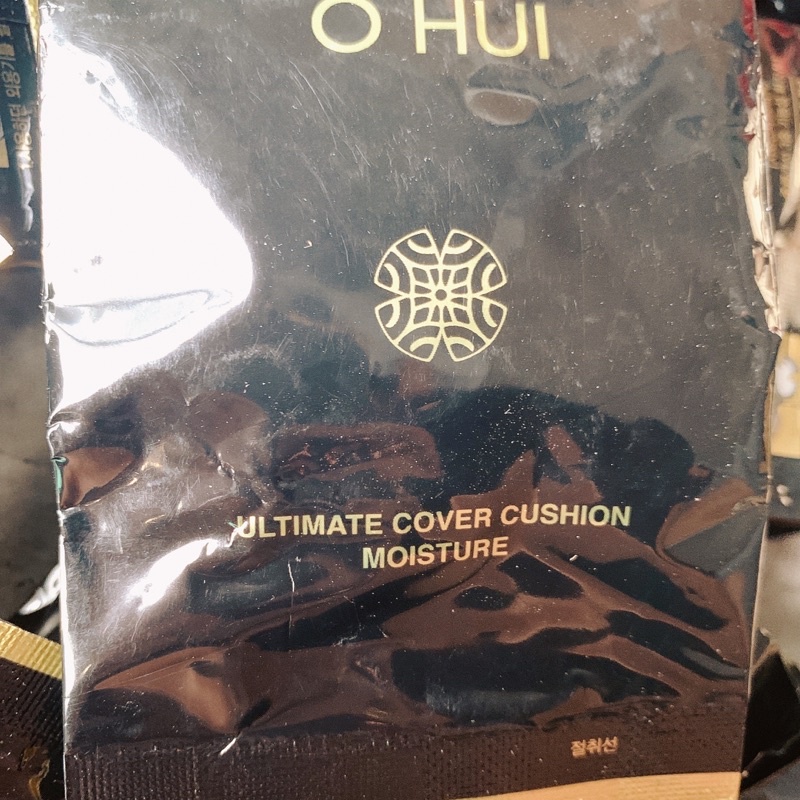 O HUI
ULTIMATE COVER CUSHION
MOISTURE
절취선